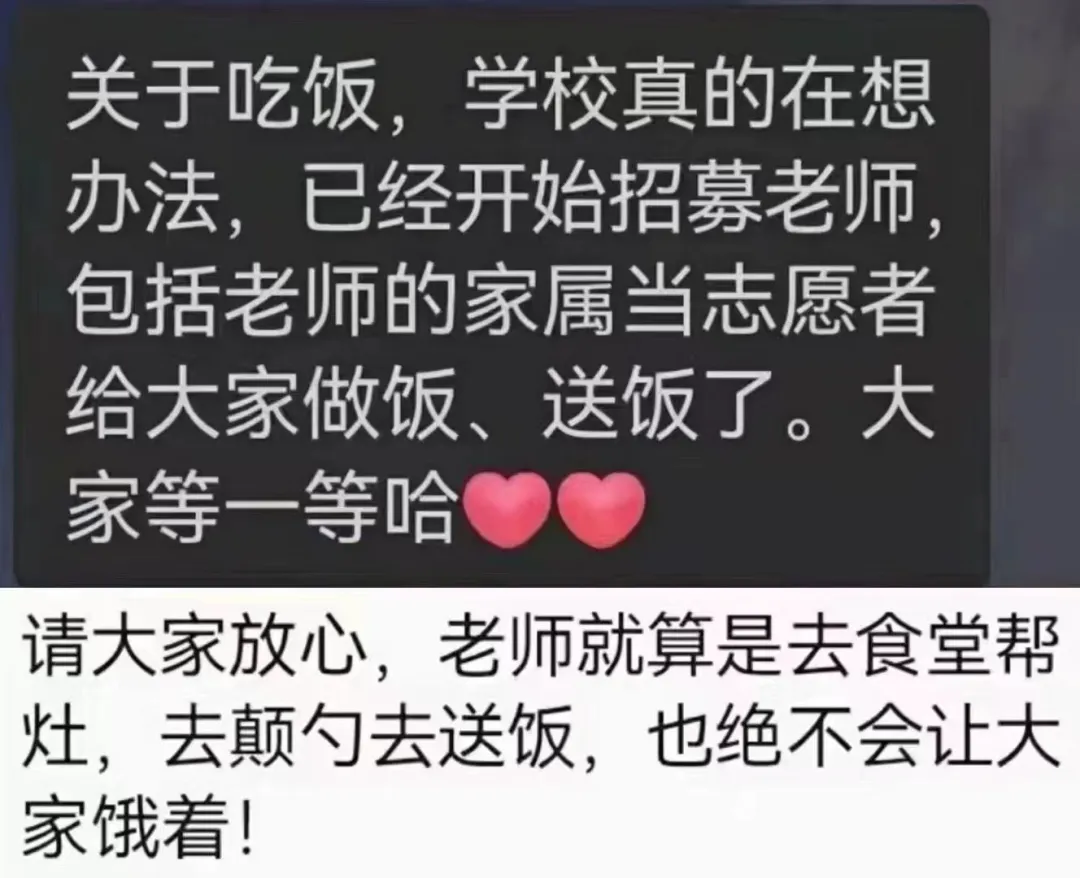 关于吃饭，学校真的在想
办法，已经开始招募老师，
包括老师的家属当志愿者
给大家做饭、送饭了。大
家等一等哈❤❤
请大家放心，老师就算是去食堂帮
灶，去颠勺去送饭，也绝不会让大
家饿着！